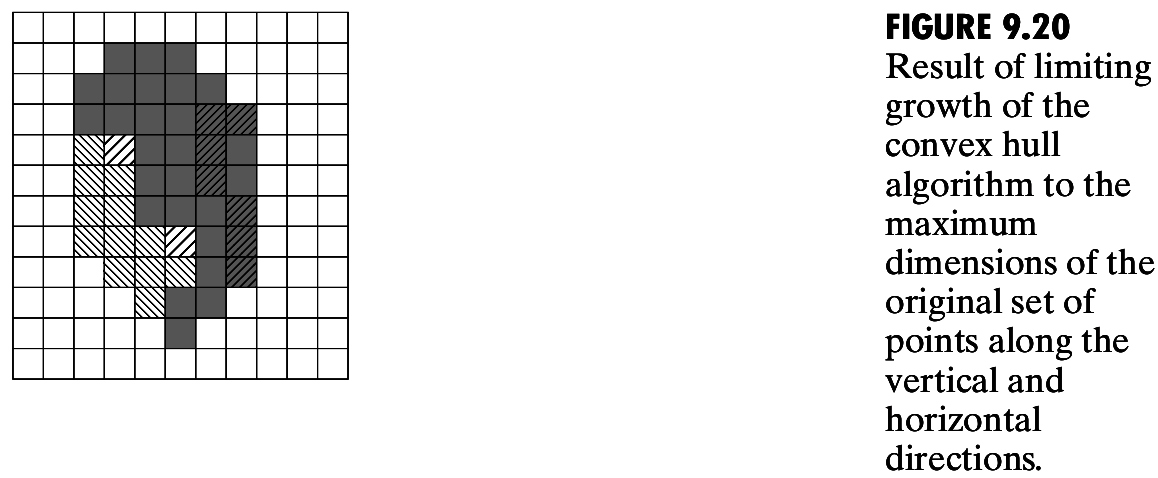 FIGURE 9.20
Result of limiting
growth of the
convex hull
algorithm to the
maximum
dimensions of the
original set of
points along the
vertical and
horizontal
directions.